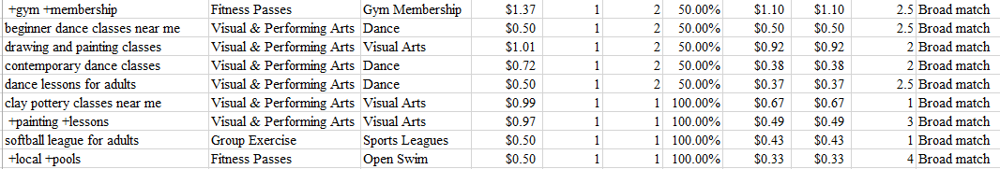 +gym +membership Fitness Passes Gym Membership $1.37 1 2 50.00% $1.10 $1.10 2.5 Broad match
beginner dance classes near me Visual & Performing Arts Dance $0.50 1 2 50.00% $0.50 $0.50 2.5 Broad match
drawing and painting classes Visual & Performing Arts Visual Arts $1.01 1 2 50.00% $0.92 $0.92 2 Broad match
contemporary dance classes Visual & Performing Arts Dance $0.72 1 2 50.00% $0.38 $0.38 2 Broad match
dance lessons for adults Visual & Performing Arts Dance $0.50 1 2 50.00% $0.37 $0.37 2.5 Broad match
clay pottery classes near me Visual & Performing Arts Visual Arts $0.99 1 1 100.00% $0.67 $0.67 1 Broad match
+painting +lessons Visual & Performing Arts Visual Arts $0.97 1 1 100.00% $0.49 $0.49 3 Broad match
softball league for adults Group Exercise Sports Leagues $0.50 1 1 100.00% $0.43 $0.43 1 Broad match
+local +pools Fitness Passes Open Swim $0.50 1 1 100.00% $0.33 $0.33 4 Broad match